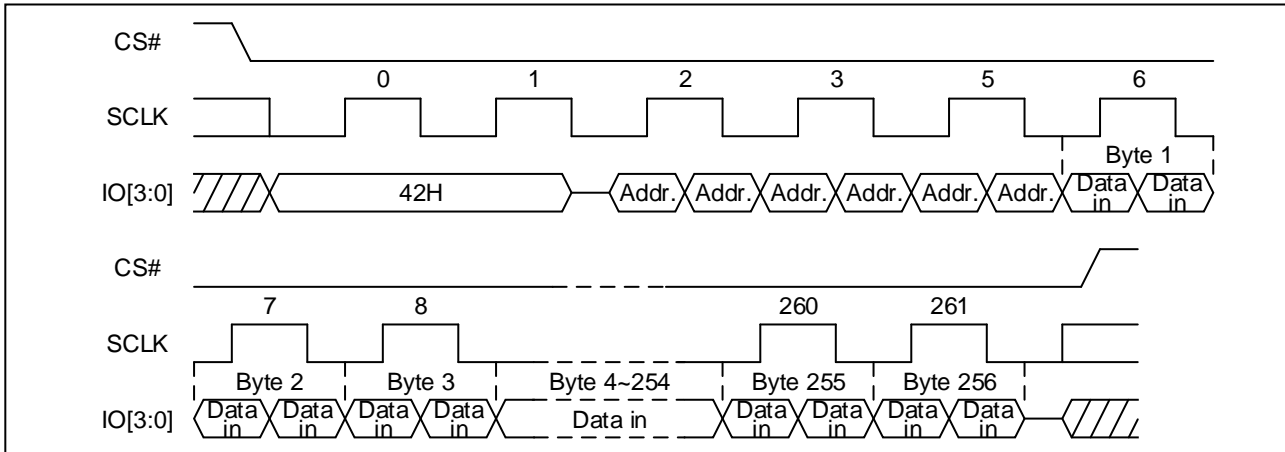 CS#
0 1 2 3 5 6
SCLK
Byte 1
IO[3:0] 42H Addr. Addr. Addr. Addr. Addr. Addr. Data in Data in
CS#
7 8 260 261
SCLK
Byte 2 Byte 3 Byte 4~254 Byte 255 Byte 256
IO[3:0] Data in Data in Data in Data in Data in Data in Data in Data in Data in